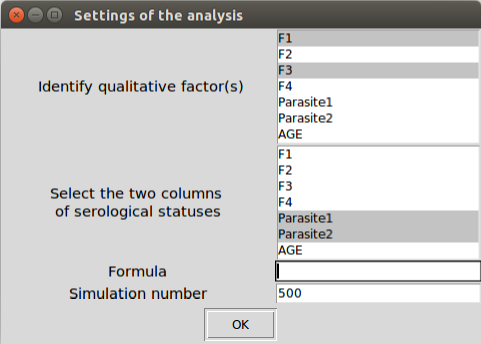 Settings of the analysis
Identify qualitative factor(s)
F1
F2
F3
F4
Parasite1
Parasite2
AGE
Select the two columns
of serological statuses
F1
F2
F3
F4
Parasite1
Parasite2
AGE
Formula
Simulation number
500
OK